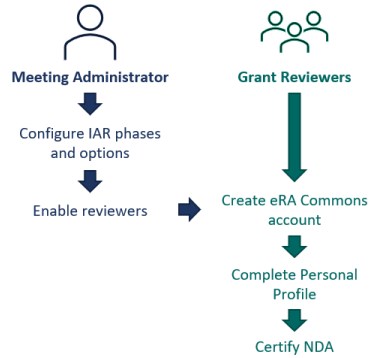 Meeting Administrator
Configure IAR phases
and options
Enable reviewers
Grant Reviewers
Create eRA Commons
account
Complete Personal
Profile
Certify NDA